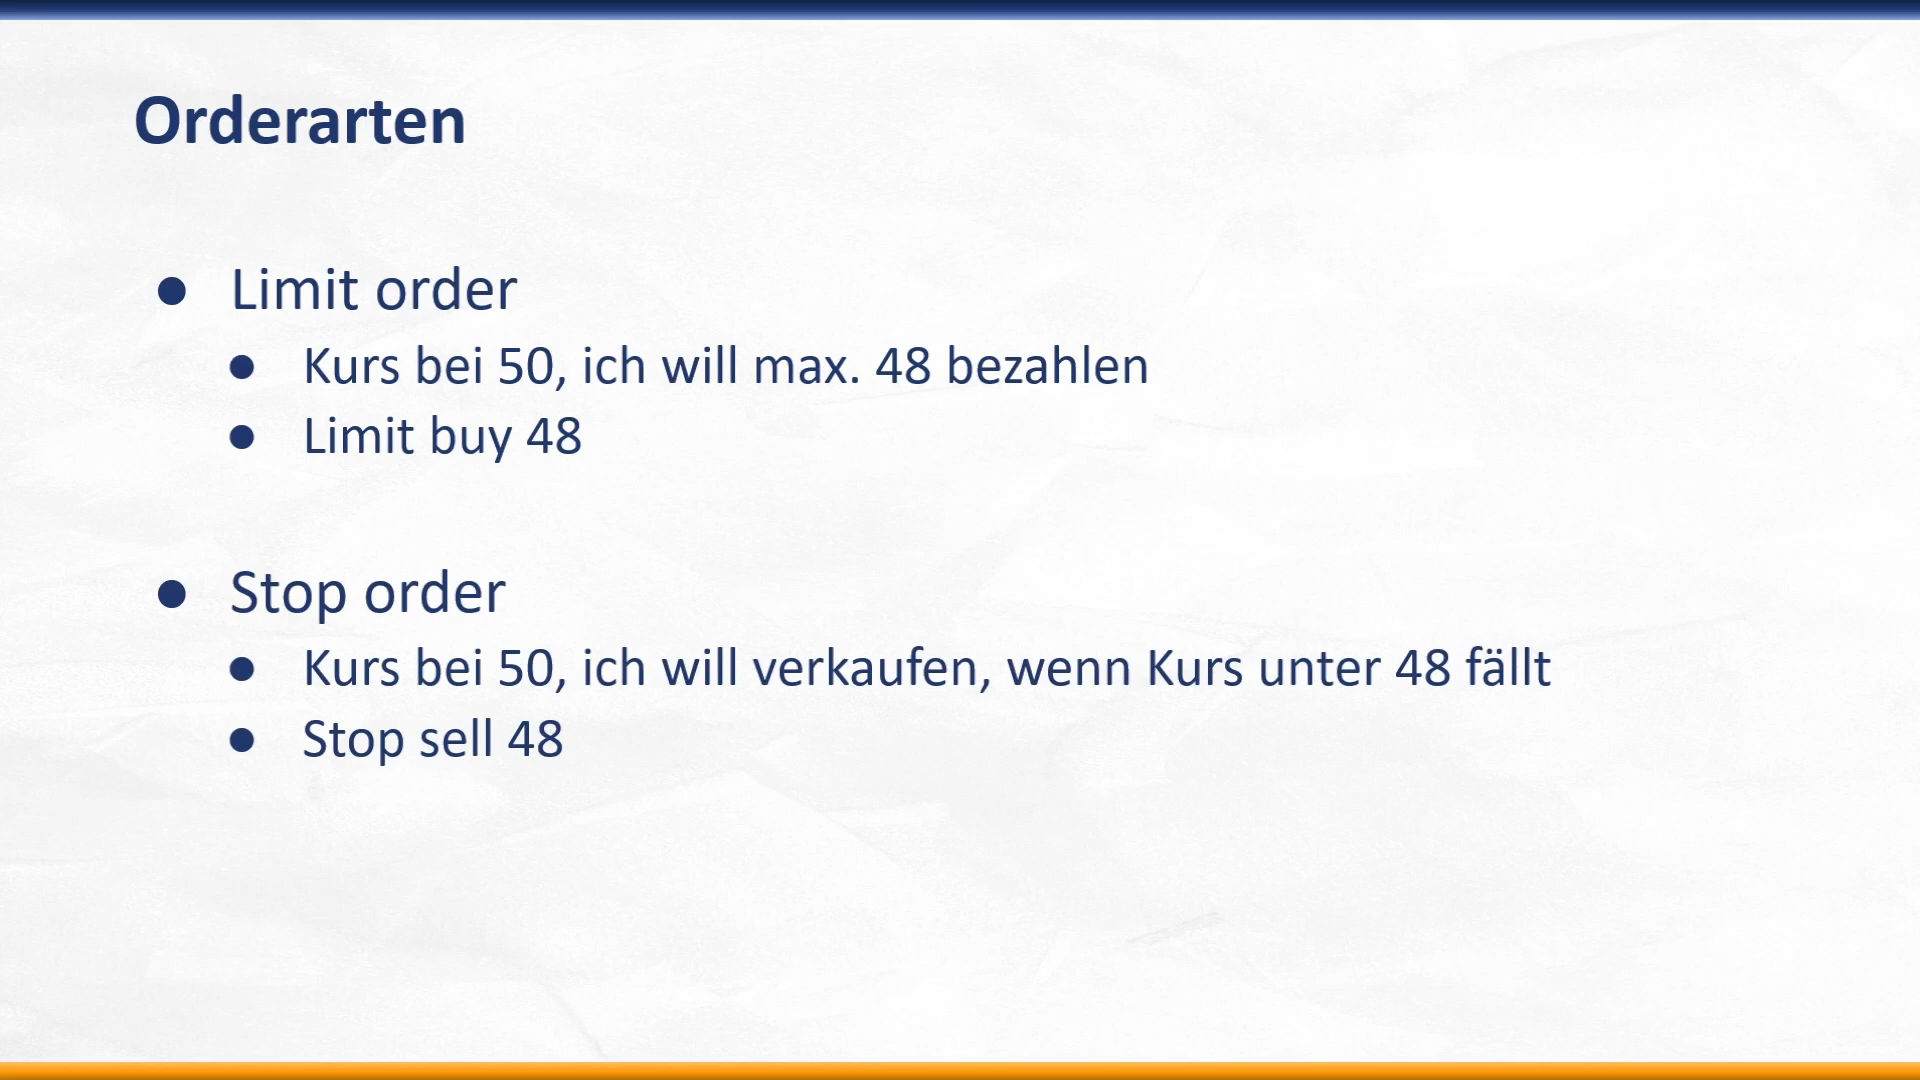 Orderarten
● Limit order
● Kurs bei 50, ich will max. 48 bezahlen
● Limit buy 48
● Stop order
● Kurs bei 50, ich will verkaufen, wenn Kurs unter 48 fällt
● Stop sell 48